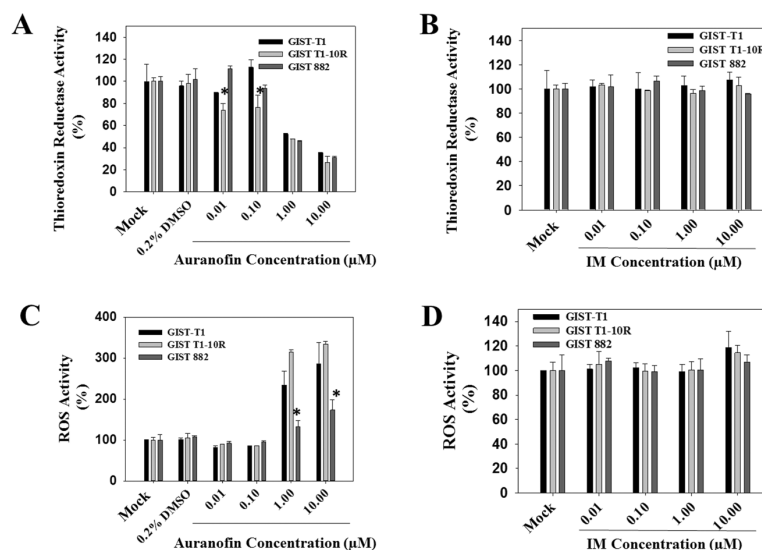 A
Thioredoxin Reductase Activity
(%)
140
120
100
80
60
40
20
0
GIST-T1
GIST T1-10R
GIST 882
*
*
Mock
0.2% DMSO
0.01
0.10
1.00
10.00
Auranofin Concentration (µM)
B
Thioredoxin Reductase Activity
(%)
140
120
100
80
60
40
20
0
GIST-T1
GIST T1-10R
GIST 882
Mock
0.01
0.10
1.00
10.00
IM Concentration (µM)
C
ROS Activity
(%)
400
300
200
100
0
GIST-T1
GIST T1-10R
GIST 882
*
*
Mock
0.2% DMSO
0.01
0.10
1.00
10.00
Auranofin Concentration (µM)
D
ROS Activity
(%)
140
120
100
80
60
40
20
0
GIST-T1
GIST T1-10R
GIST 882
Mock
0.01
0.10
1.00
10.00
IM Concentration (µM)